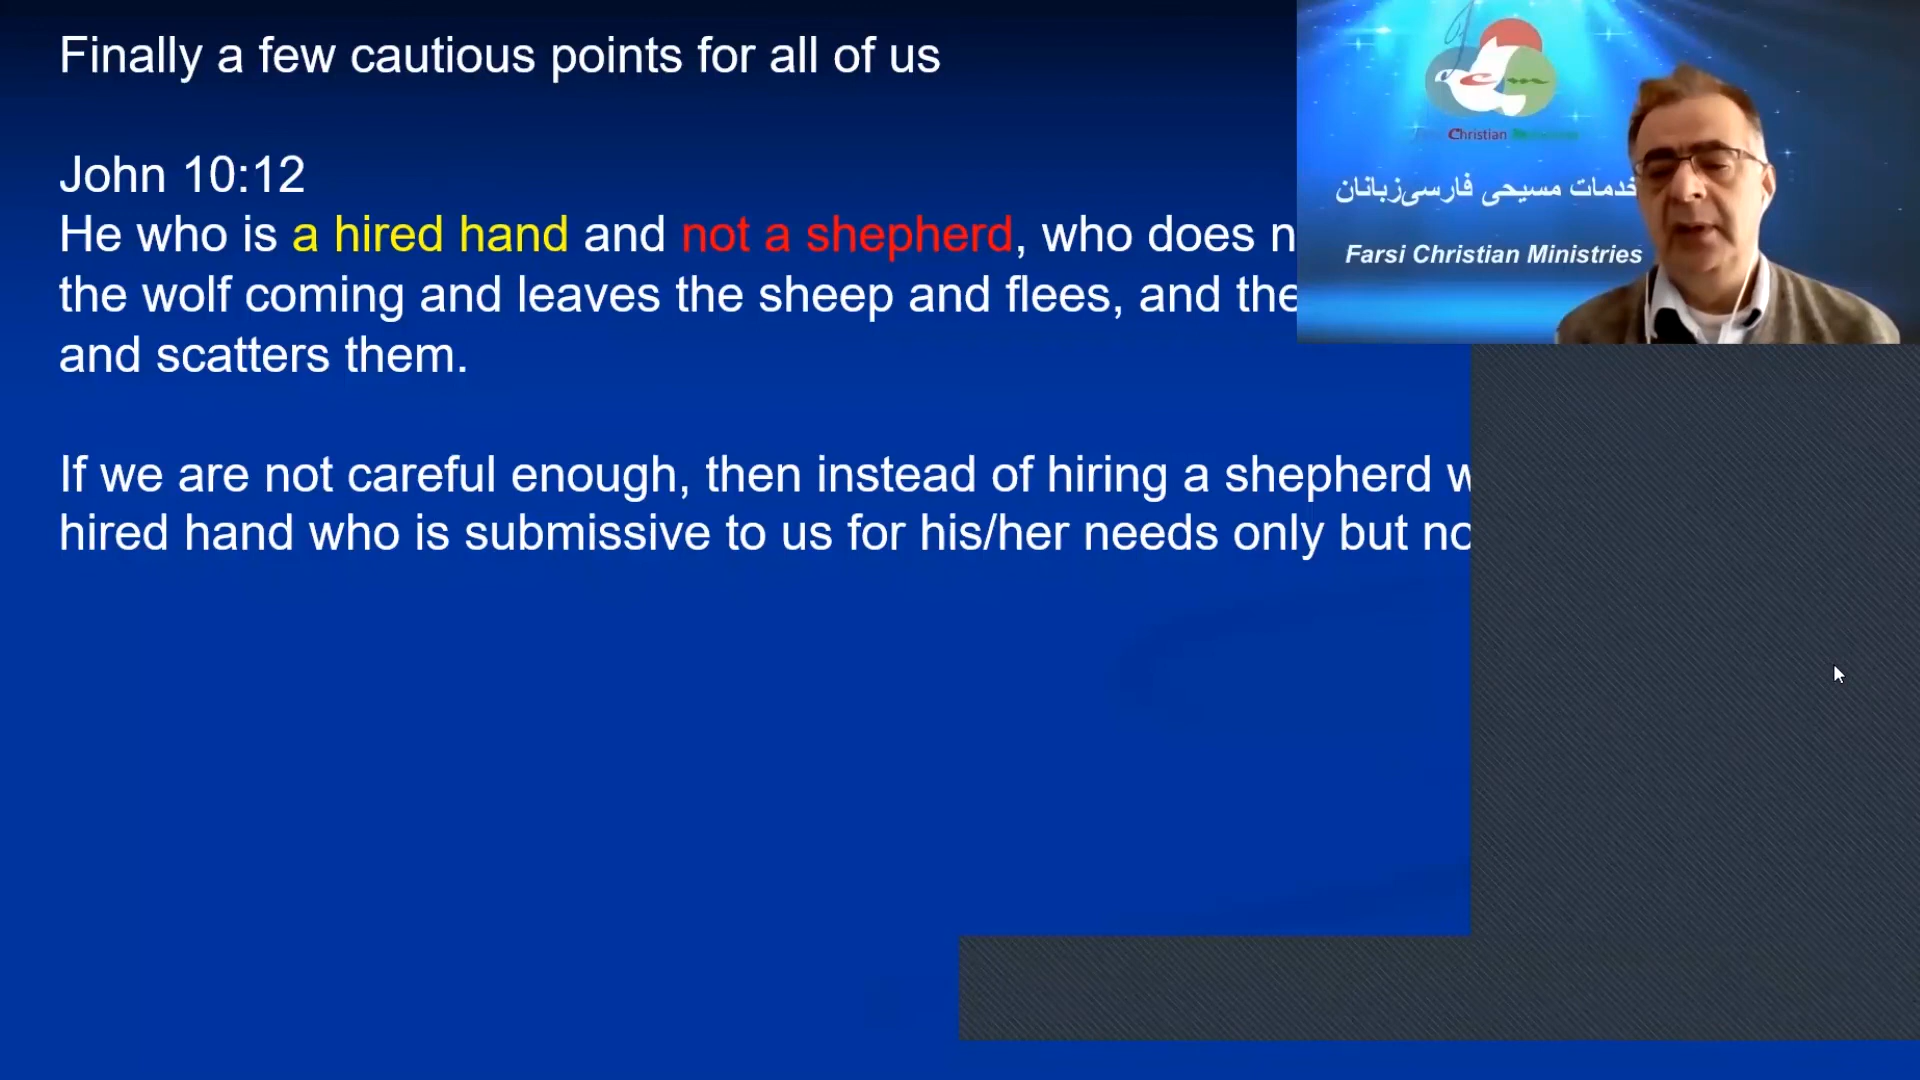 Finally a few cautious points for all of us
John 10:12
He who is a hired hand and not a shepherd, who does
the wolf coming and leaves the sheep and flees, and the
and scatters them.
If we are not careful enough, then instead of hiring a shepherd
hired hand who is submissive to us for his/her needs only but
cm
Christian
خدمات مسیحی فارسی‌زبانان
Farsi Christian Ministries